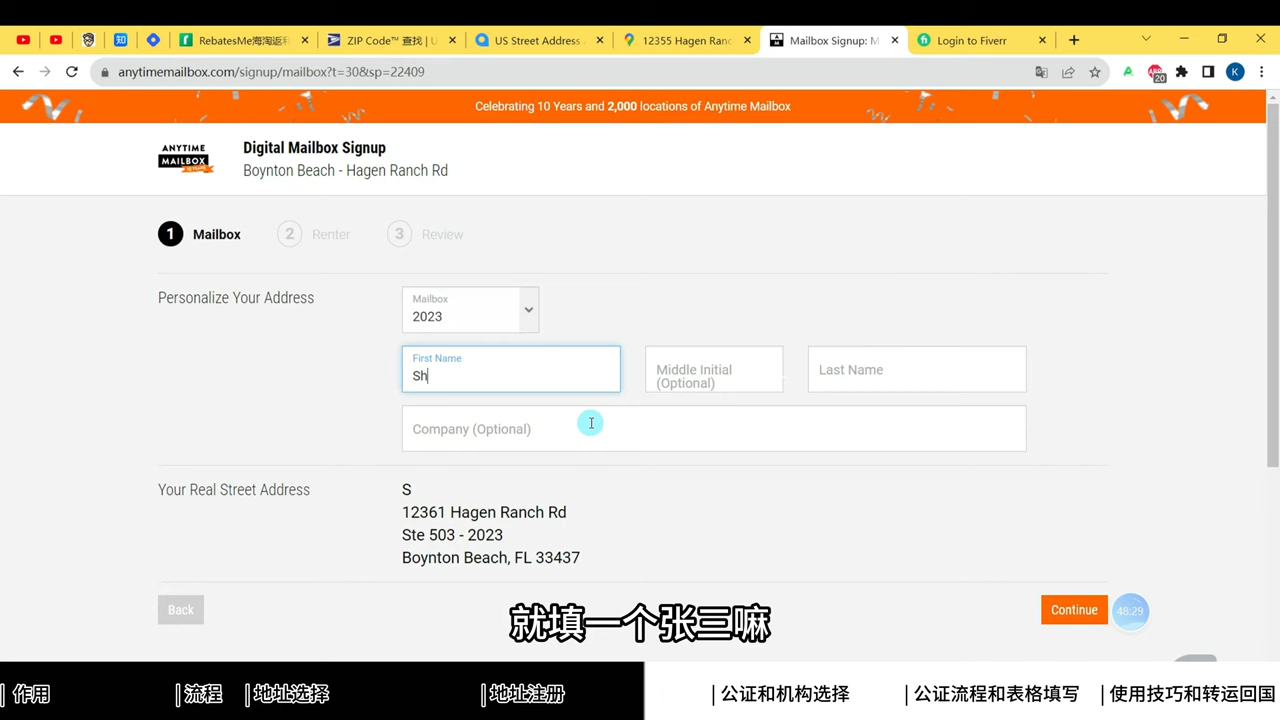 RebatesMe海淘返利
ZIP Code™ 查找 | U
US Street Address
12355 Hagen Ranc
Mailbox Signup: M
Login to Fiverr
anytimemailbox.com/signup/mailbox?t=30&sp=22409
20
K
Celebrating 10 Years and 2,000 locations of Anytime Mailbox
ANYTIME
MAILBOX
10 YEARS
Digital Mailbox Signup
Boynton Beach - Hagen Ranch Rd
1 Mailbox
2 Renter
3 Review
Personalize Your Address
Mailbox
2023
First Name
Sh
Middle Initial
(Optional)
Last Name
Company (Optional)
Your Real Street Address
S
12361 Hagen Ranch Rd
Ste 503 - 2023
Boynton Beach, FL 33437
Back
就填一个张三嘛
Continue
48:29
| 作用 | 流程 | 地址选择 | 地址注册 | 公证和机构选择 | 公证流程和表格填写 | 使用技巧和转运回国